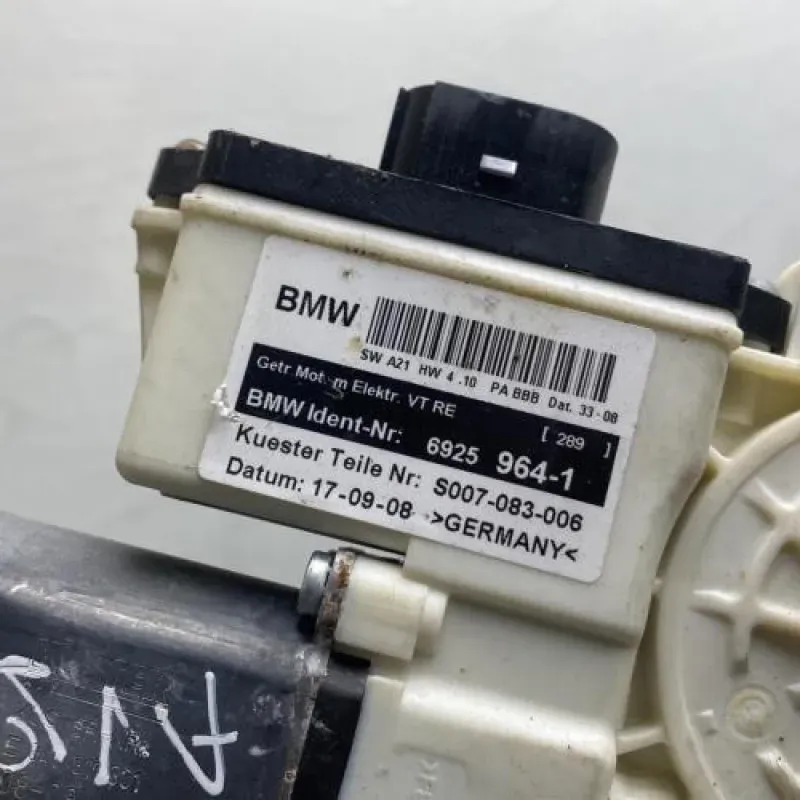 BMW
SW A21 HW 4.10 PA BBB Dat. 33-08
Getr. Mot. m Elektr. VT RE [ 289 ]
BMW Ident-Nr: 6925 964-1
Kuester Teile Nr: S007-083-006
Datum: 17-09-08 >GERMANY<